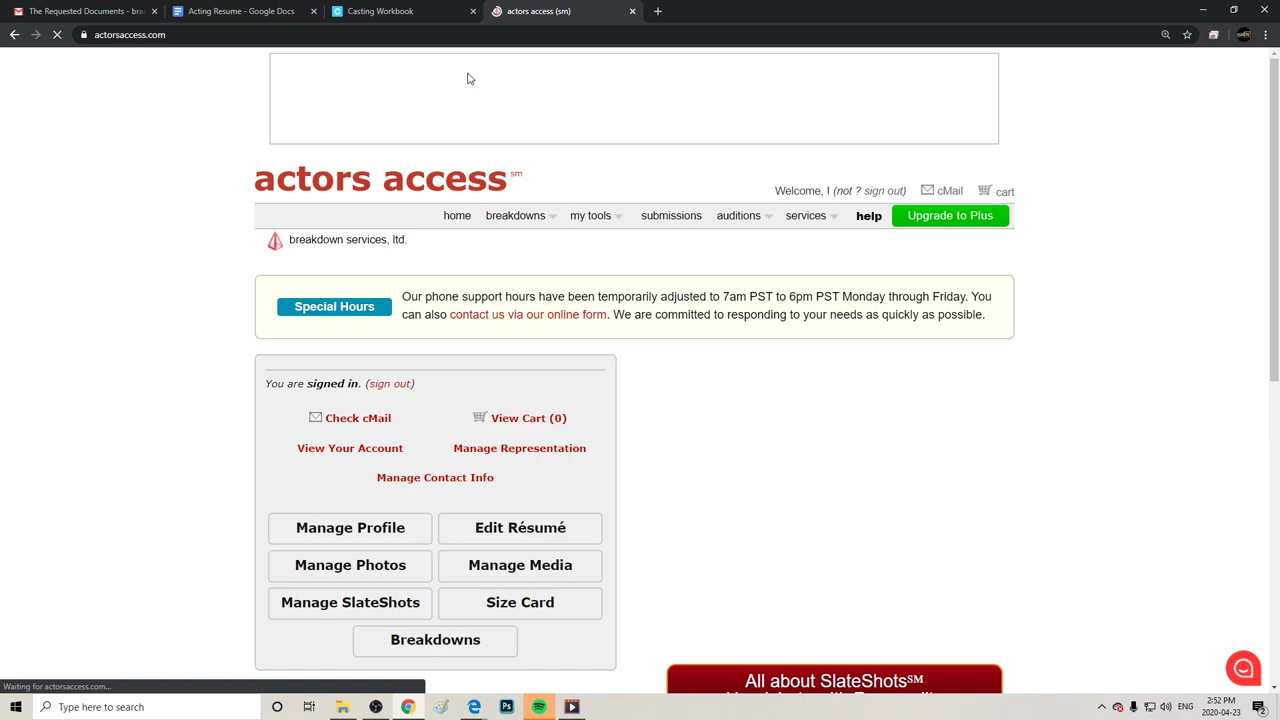 The Requested Documents - bra
Acting Resume - Google Docs
Casting Workbook
actors access (sm)
actorsaccess.com
actors access sm
Welcome, ! (not ? sign out)
cMail
cart
home
breakdowns
my tools
submissions
auditions
services
help
Upgrade to Plus
breakdown services, ltd.
Special Hours
Our phone support hours have been temporarily adjusted to 7am PST to 6pm PST Monday through Friday. You
can also contact us via our online form. We are committed to responding to your needs as quickly as possible.
You are signed in. (sign out)
Check cMail
View Cart (0)
View Your Account
Manage Representation
Manage Contact Info
Manage Profile
Edit Résumé
Manage Photos
Manage Media
Manage SlateShots
Size Card
Breakdowns
All about SlateShots℠
Waiting for actorsaccess.com...
Type here to search
ENG
2:52 PM
2020-04-23